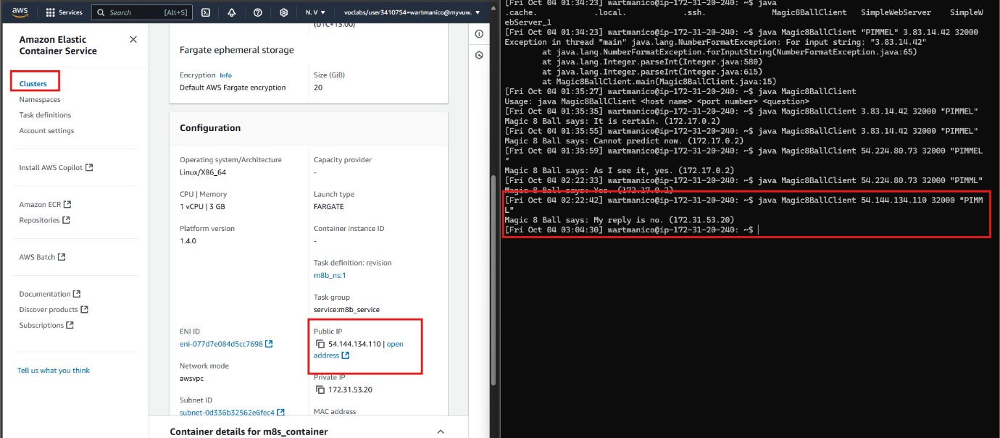 aws
Services
Search
[Alt+S]
N. V ▼
voclabs/user3410754=wartmanico@myvuw. ▼
Amazon Elastic
Container Service
Clusters
Namespaces
Task definitions
Account settings
Install AWS Copilot
Amazon ECR
Repositories
AWS Batch
Documentation
Discover products
Subscriptions
Tell us what you think
(UTC+13:00)
Fargate ephemeral storage
Encryption Info
Default AWS Fargate encryption
Size (GiB)
20
Configuration
Operating system/Architecture
Linux/X86_64
CPU | Memory
1 vCPU | 3 GB
Platform version
1.4.0
ENI ID
eni-077d7e084d5cc7698
Network mode
awsvpc
Subnet ID
subnet-0d336b32562e6fec4
Capacity provider
-
Launch type
FARGATE
Container instance ID
-
Task definition: revision
m8b_ns:1
Task group
service:m8b_service
Public IP
54.144.134.110 | open
address
Private IP
172.31.53.20
MAC address
Container details for m8s_container
[Fri Oct 04 01:34:23] wartmanico@ip-172-31-20-240: ~$ java
.cache. .local. .ssh. Magic8BallClient SimpleWebServer SimpleW
ebServer_1
[Fri Oct 04 01:34:23] wartmanico@ip-172-31-20-240: ~$ java Magic8BallClient "PIMMEL" 3.83.14.42 32000
Exception in thread "main" java.lang.NumberFormatException: For input string: "3.83.14.42"
at java.lang.NumberFormatException.forInputString(NumberFormatException.java:65)
at java.lang.Integer.parseInt(Integer.java:580)
at java.lang.Integer.parseInt(Integer.java:615)
at Magic8BallClient.main(Magic8BallClient.java:15)
[Fri Oct 04 01:35:27] wartmanico@ip-172-31-20-240: ~$ java Magic8BallClient
Usage: java Magic8BallClient <host name> <port number> <question>
[Fri Oct 04 01:35:35] wartmanico@ip-172-31-20-240: ~$ java Magic8BallClient 3.83.14.42 32000 "PIMMEL"
Magic 8 Ball says: It is certain. (172.17.0.2)
[Fri Oct 04 01:35:55] wartmanico@ip-172-31-20-240: ~$ java Magic8BallClient 3.83.14.42 32000 "PIMMEL"
Magic 8 Ball says: Cannot predict now. (172.17.0.2)
[Fri Oct 04 01:35:59] wartmanico@ip-172-31-20-240: ~$ java Magic8BallClient 54.224.80.73 32000 "PIMMEL
"
Magic 8 Ball says: As I see it, yes. (172.17.0.2)
[Fri Oct 04 02:22:33] wartmanico@ip-172-31-20-240: ~$ java Magic8BallClient 54.224.80.73 32000 "PIMML"
Magic 8 Ball says: Yes. (172.17.0.2)
[Fri Oct 04 02:22:42] wartmanico@ip-172-31-20-240: ~$ java Magic8BallClient 54.144.134.110 32000 "PIMM
L"
Magic 8 Ball says: My reply is no. (172.31.53.20)
[Fri Oct 04 03:04:30] wartmanico@ip-172-31-20-240: ~$